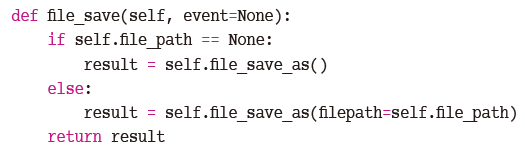 def file_save(self, event=None):
    if self.file_path == None:
        result = self.file_save_as()
    else:
        result = self.file_save_as(filepath=self.file_path)
    return result